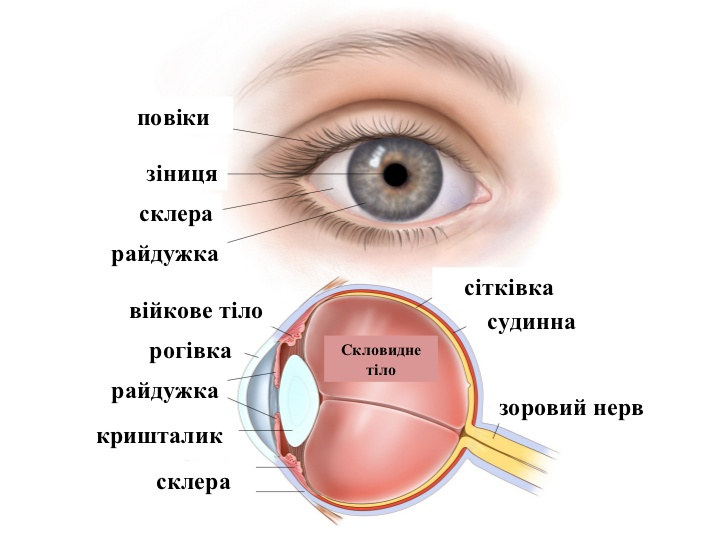 повіки
зіниця
склера
райдужка
сітківка
війкове тіло
судинна
рогівка
Скловидне
тіло
райдужка
зоровий нерв
кришталик
склера